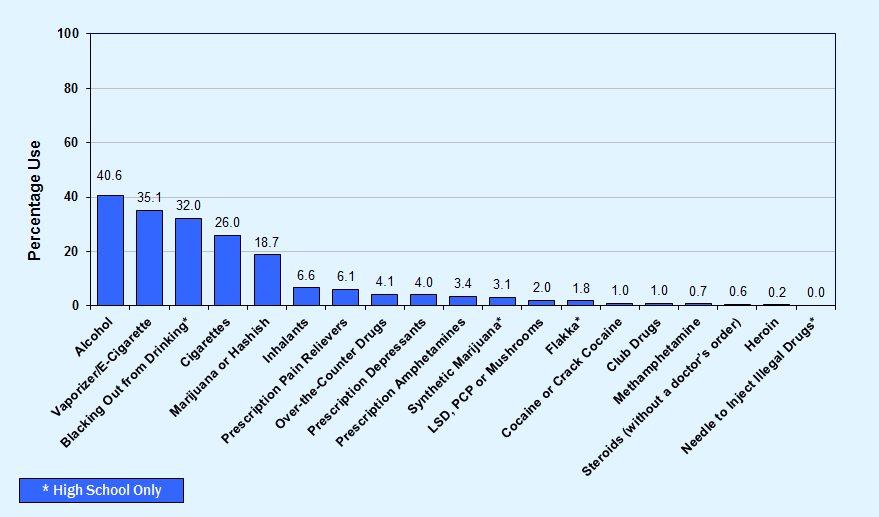 100
80
60
40
20
0
Percentage Use
40.6
35.1
32.0
26.0
18.7
6.6
6.1
4.1
4.0
3.4
3.1
2.0
1.8
1.0
1.0
0.7
0.6
0.2
0.0
Alcohol
Vaporizer/E-Cigarette
Blacking Out from Drinking*
Cigarettes
Marijuana or Hashish
Inhalants
Prescription Pain Relievers
Over-the-Counter Drugs
Prescription Depressants
Prescription Amphetamines
Synthetic Marijuana*
LSD, PCP or Mushrooms
Flakka*
Cocaine or Crack Cocaine
Club Drugs
Methamphetamine
Steroids (without a doctor's order)
Heroin
Needle to Inject Illegal Drugs*
* High School Only